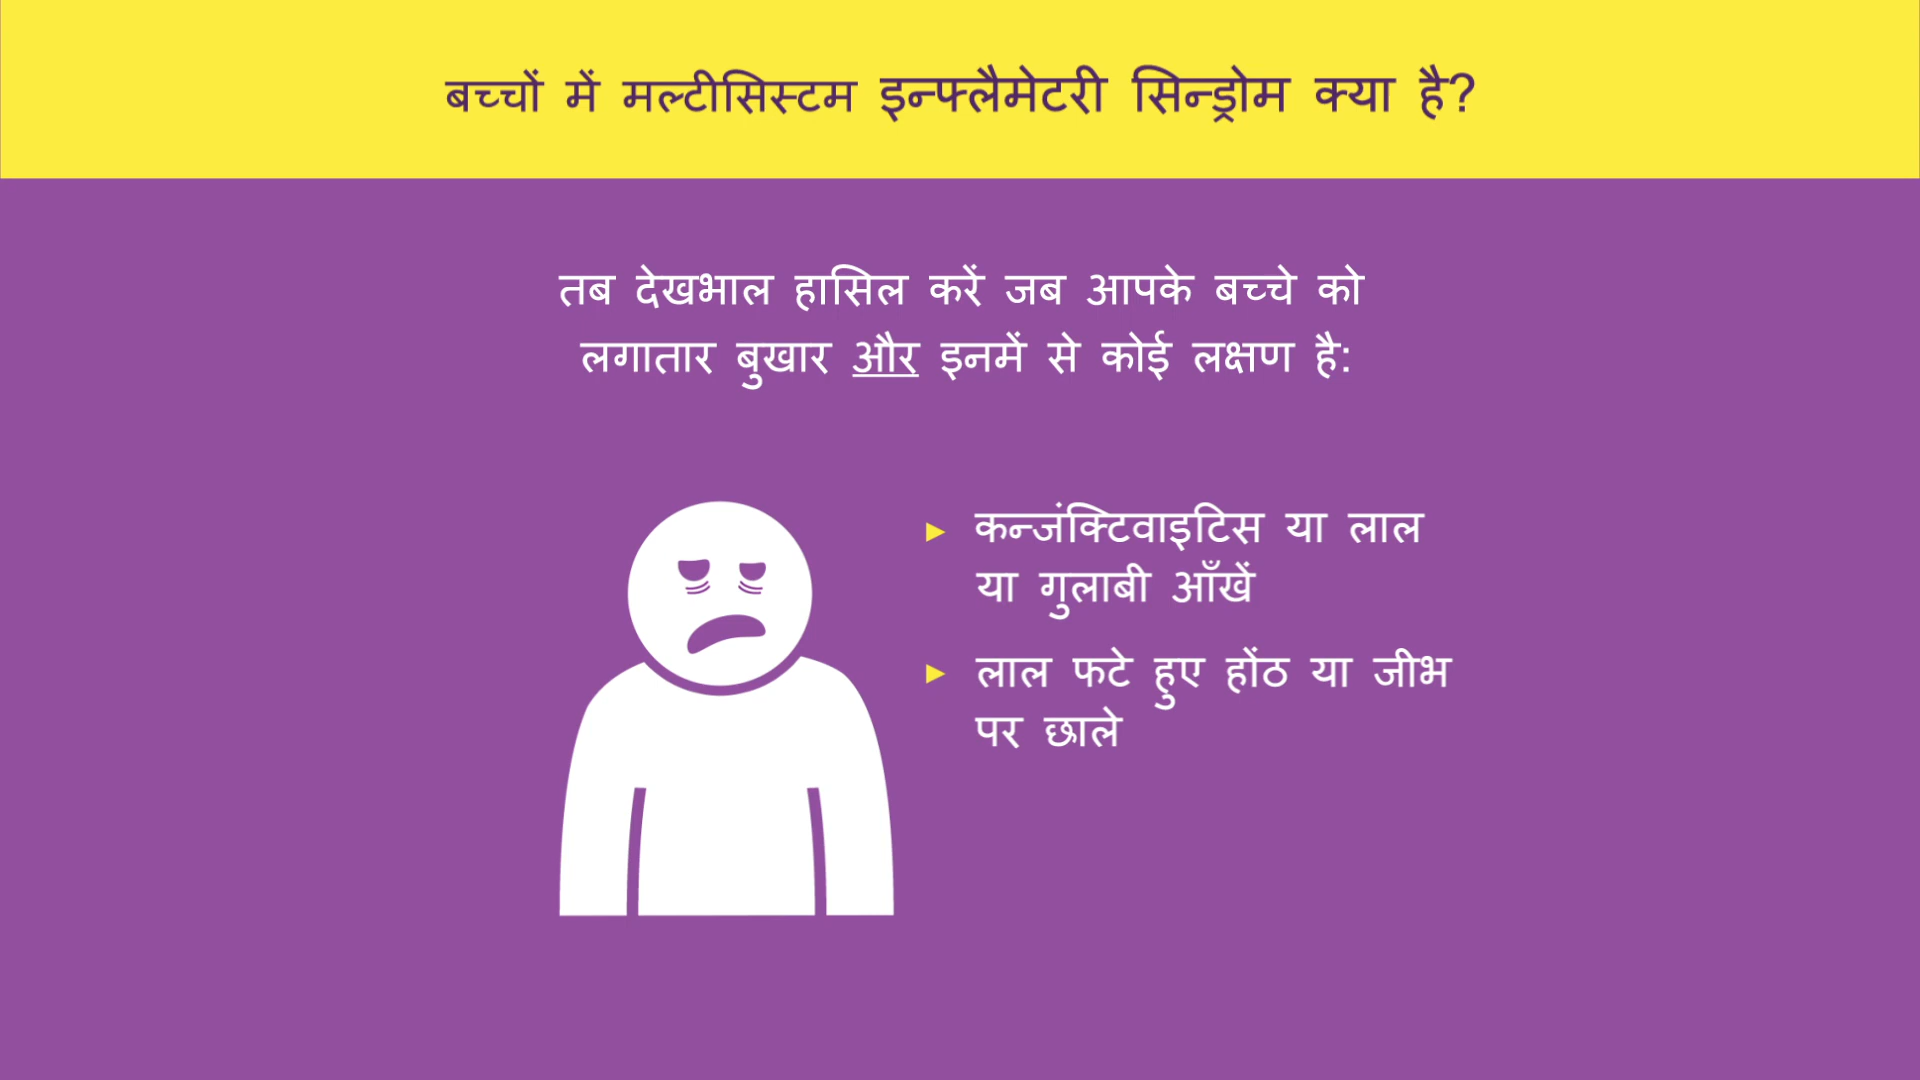 बच्चों में मल्टीसिस्टम इन्फ्लैमेटरी सिन्ड्रोम क्या है?
तब देखभाल हासिल करें जब आपके बच्चे को
लगातार बुखार और इनमें से कोई लक्षण है:
► कन्जंक्टिवाइटिस या लाल
या गुलाबी आँखें
► लाल फटे हुए होंठ या जीभ
पर छाले